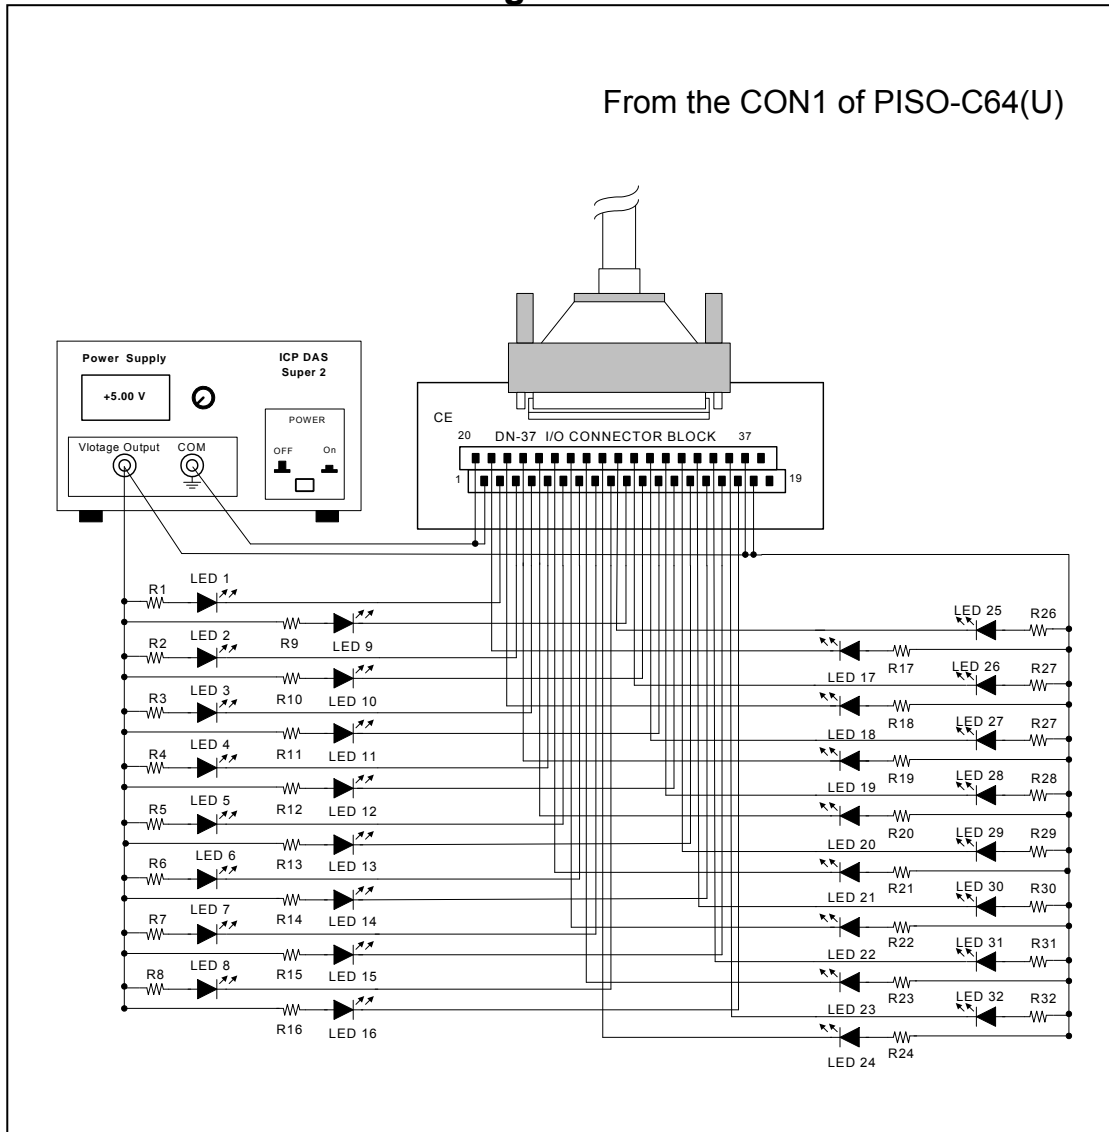 g
From the CON1 of PISO-C64(U)
Power Supply
ICP DAS
Super 2
+5.00 V
POWER
OFF
On
Vlotage Output
COM
CE
20
DN-37 I/O CONNECTOR BLOCK
37
1
19
R1
LED 1
R9
LED 9
R2
LED 2
R10
LED 10
R3
LED 3
R11
LED 11
R4
LED 4
R12
LED 12
R5
LED 5
R13
LED 13
R6
LED 6
R14
LED 14
R7
LED 7
R15
LED 15
R8
LED 8
R16
LED 16
LED 25
R26
LED 17
R17
LED 26
R27
LED 18
R18
LED 27
R27
LED 19
R19
LED 28
R28
LED 20
R20
LED 29
R29
LED 21
R21
LED 30
R30
LED 22
R22
LED 31
R31
LED 23
R23
LED 32
R32
LED 24
R24